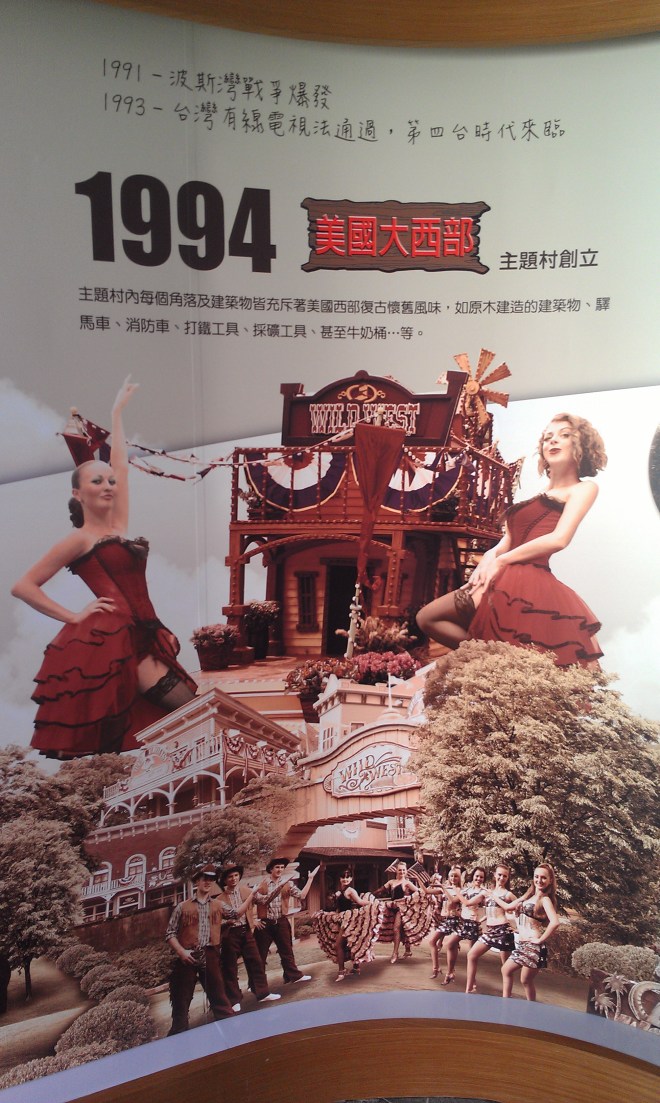 1991－波斯灣戰爭爆發
1993－台灣有線電視法通過，第四台時代來臨
1994 美國大西部 主題村創立
主題村內每個角落及建築物皆充斥著美國西部復古懷舊風味，如原木建造的建築物、驛
馬車、消防車、打鐵工具、採礦工具、甚至牛奶桶…等。
WILD WEST
WILD WEST